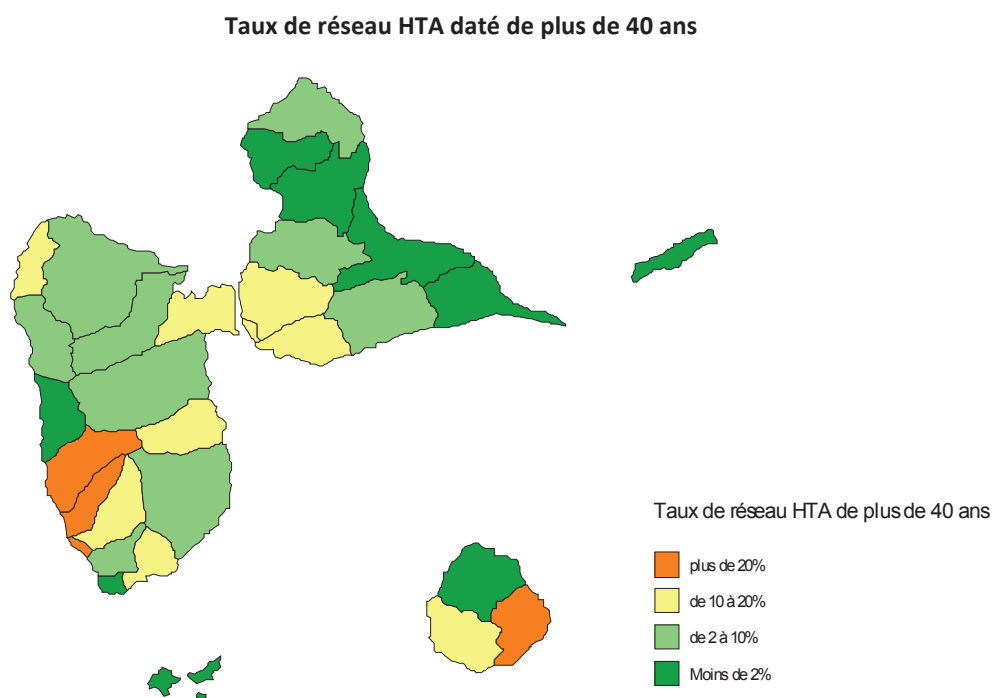 Taux de réseau HTA daté de plus de 40 ans
Taux de réseau HTA de plus de 40 ans
plus de 20%
de 10 à 20%
de 2 à 10%
Moins de 2%